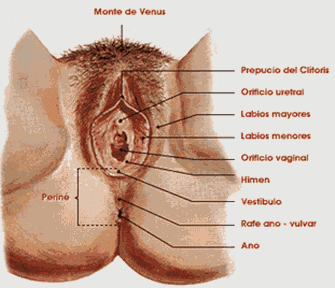 Monte de Venus
Prepucio del Clítoris
Orificio uretral
Labios mayores
Labios menores
Orificio vaginal
Himen
Vestíbulo
Periné
Rafe ano - vulvar
Ano